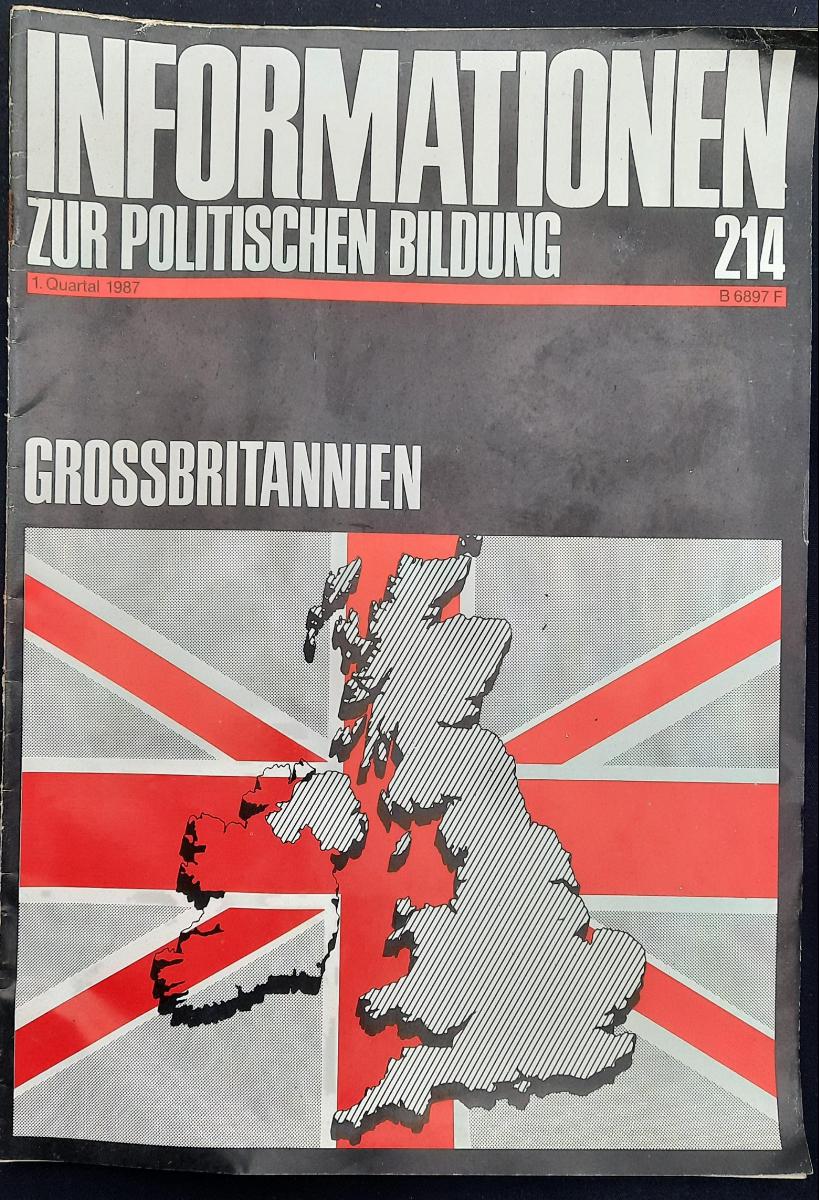 INFORMATIONEN
ZUR POLITISCHEN BILDUNG 214
1. Quartal 1987 B 6897 F
GROSSBRITANNIEN